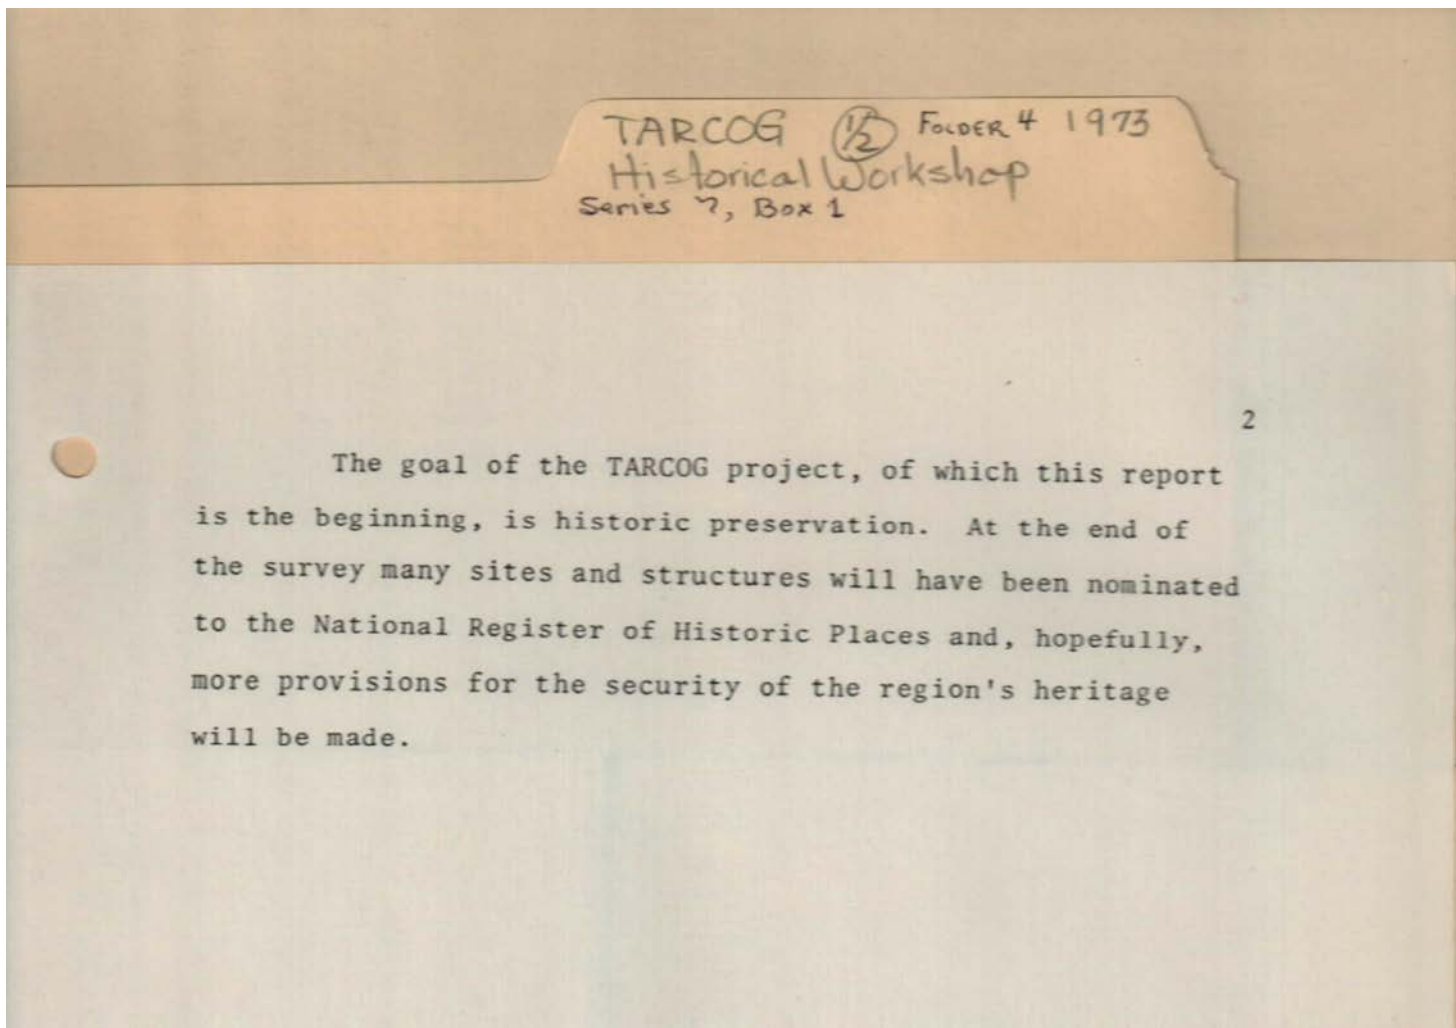 TARCOG 1/2 FOLDER 4 1973
Historical Workshop
Series 7, Box 1
2
The goal of the TARCOG project, of which this report
is the beginning, is historic preservation. At the end of
the survey many sites and structures will have been nominated
to the National Register of Historic Places and, hopefully,
more provisions for the security of the region's heritage
will be made.